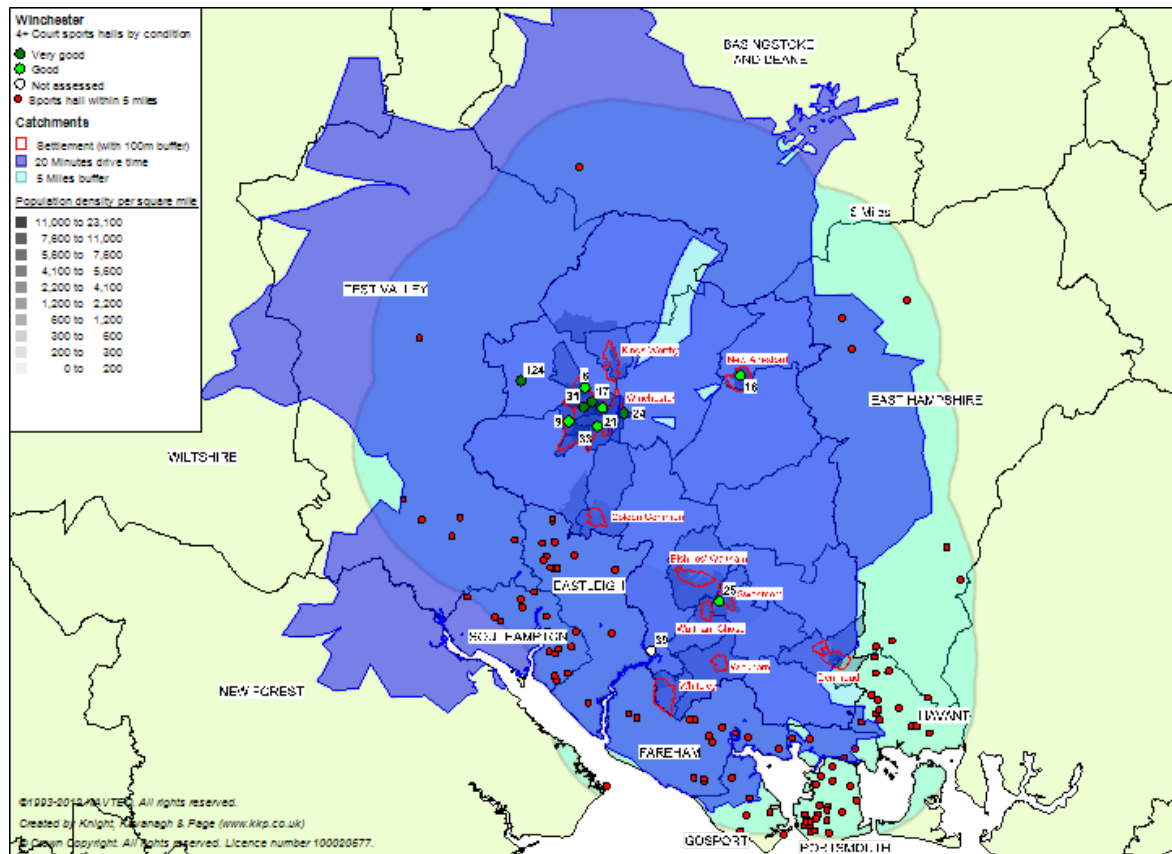 Winchester
4+ Court sports halls by condition
Very good
Good
Not assessed
Sports hall within 5 miles
Catchments
Settlement (with 100m buffer)
20 Minutes drive time
5 Miles buffer
Population density per square mile
11,000 to 23,100
7,600 to 11,000
5,600 to 7,600
4,100 to 5,600
2,200 to 4,100
1,200 to 2,200
600 to 1,200
300 to 600
200 to 300
0 to 200
BASINGSTOKE
AND DEANE
5 Miles
TEST VALLEY
Kings Worthy
New Alresford
124
6
16
31
17
Winchester
24
EAST HAMPSHIRE
9
33
21
WILTSHIRE
Colden Common
Bishops Waltham
EASTLEIGH
25
Swanmore
Waltham Chase
SOUTHAMPTON
39
Wickham
Denmead
NEW FOREST
Whiteley
HAVANT
FAREHAM
©1993-2012 NAVTEQ. All rights reserved.
Created by Knight, Kavanagh & Page (www.kkp.co.uk)
© Crown Copyright. All rights reserved. Licence number 100020577.
GOSPORT
PORTSMOUTH